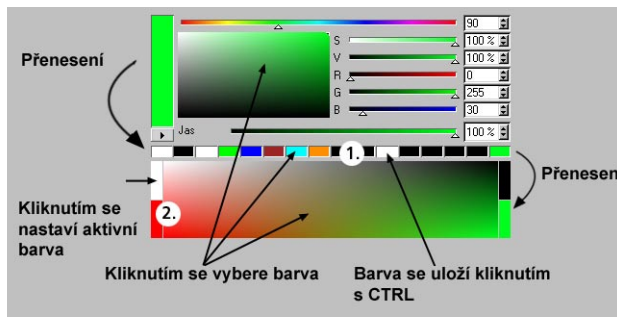 90
S 100 %
V 100 %
R 0
G 255
B 30
Jas 100 %
Přenesení
1.
2.
Přenesen
Kliknutím se
nastaví aktivní
barva
Kliknutím se vybere barva
Barva se uloží kliknutím
s CTRL